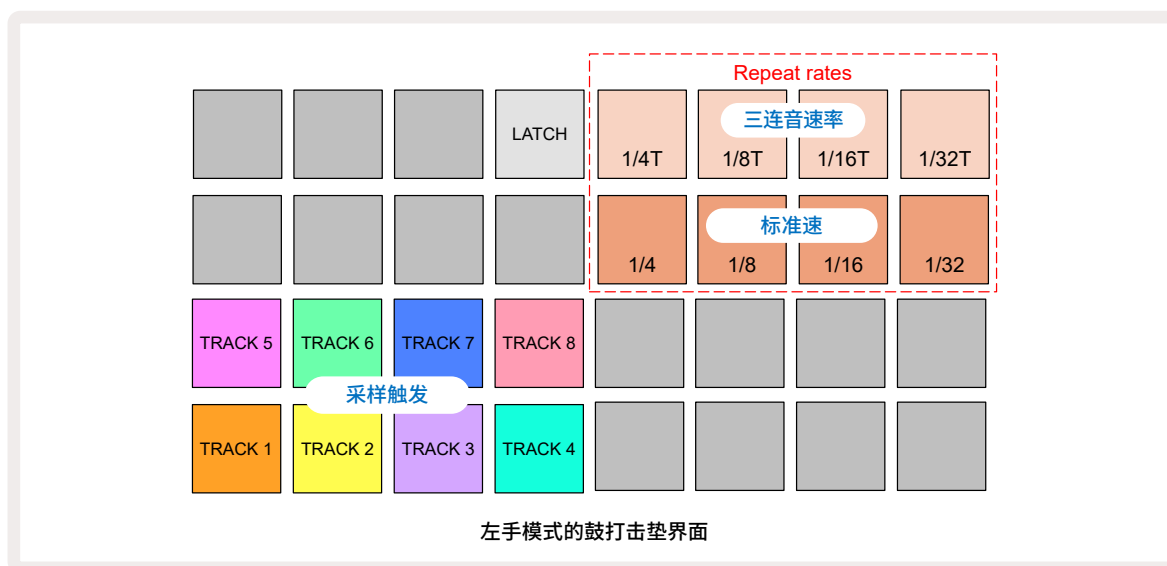 Repeat rates
三连音速率
LATCH
1/4T 1/8T 1/16T 1/32T
标准速
1/4 1/8 1/16 1/32
TRACK 5 TRACK 6 TRACK 7 TRACK 8
采样触发
TRACK 1 TRACK 2 TRACK 3 TRACK 4
左手模式的鼓打击垫界面